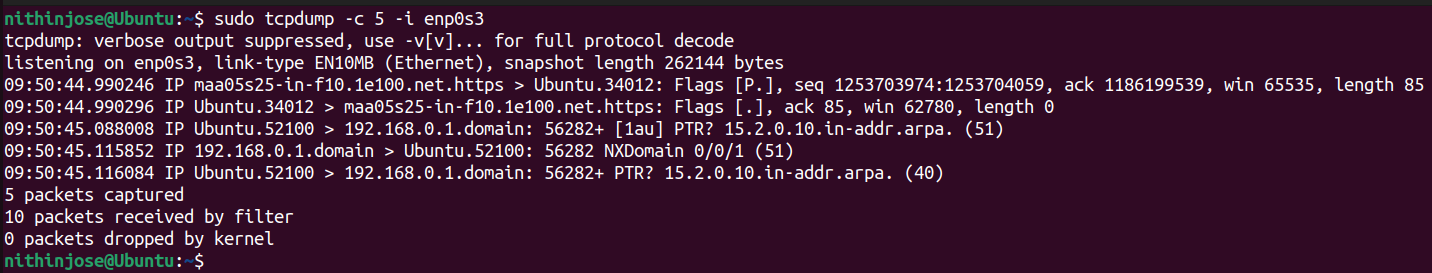 nithinjose@Ubuntu:~$ sudo tcpdump -c 5 -i enp0s3
tcpdump: verbose output suppressed, use -v[v]... for full protocol decode
listening on enp0s3, link-type EN10MB (Ethernet), snapshot length 262144 bytes
09:50:44.990246 IP maa05s25-in-f10.1e100.net.https > Ubuntu.34012: Flags [P.], seq 1253703974:1253704059, ack 1186199539, win 65535, length 85
09:50:44.990296 IP Ubuntu.34012 > maa05s25-in-f10.1e100.net.https: Flags [.], ack 85, win 62780, length 0
09:50:45.088008 IP Ubuntu.52100 > 192.168.0.1.domain: 56282+ [1au] PTR? 15.2.0.10.in-addr.arpa. (51)
09:50:45.115852 IP 192.168.0.1.domain > Ubuntu.52100: 56282 NXDomain 0/0/1 (51)
09:50:45.116084 IP Ubuntu.52100 > 192.168.0.1.domain: 56282+ PTR? 15.2.0.10.in-addr.arpa. (40)
5 packets captured
10 packets received by filter
0 packets dropped by kernel
nithinjose@Ubuntu:~$